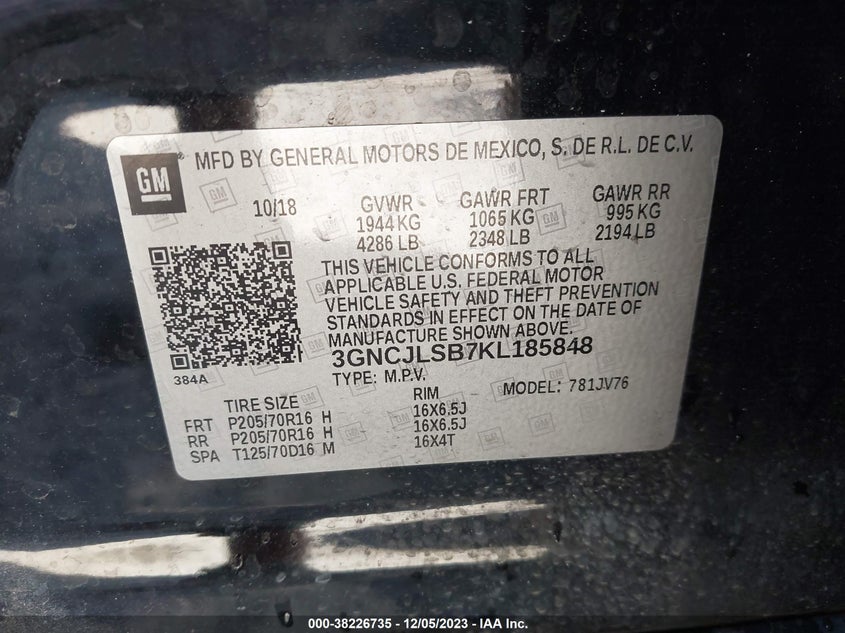 GM
MFD BY GENERAL MOTORS DE MEXICO, S. DE R.L. DE C.V.
10/18 GVWR GAWR FRT GAWR RR
1944 KG 1065 KG 995 KG
4286 LB 2348 LB 2194 LB
THIS VEHICLE CONFORMS TO ALL
APPLICABLE U.S. FEDERAL MOTOR
VEHICLE SAFETY AND THEFT PREVENTION
STANDARDS IN EFFECT ON THE DATE OF
MANUFACTURE SHOWN ABOVE.
3GNCJLSB7KL185848
384A
TYPE: M.P.V. MODEL: 781JV76
TIRE SIZE RIM
FRT P205/70R16 H 16X6.5J
RR P205/70R16 H 16X6.5J
SPA T125/70D16 M 16X4T
000-38226735 - 12/05/2023 - IAA Inc.